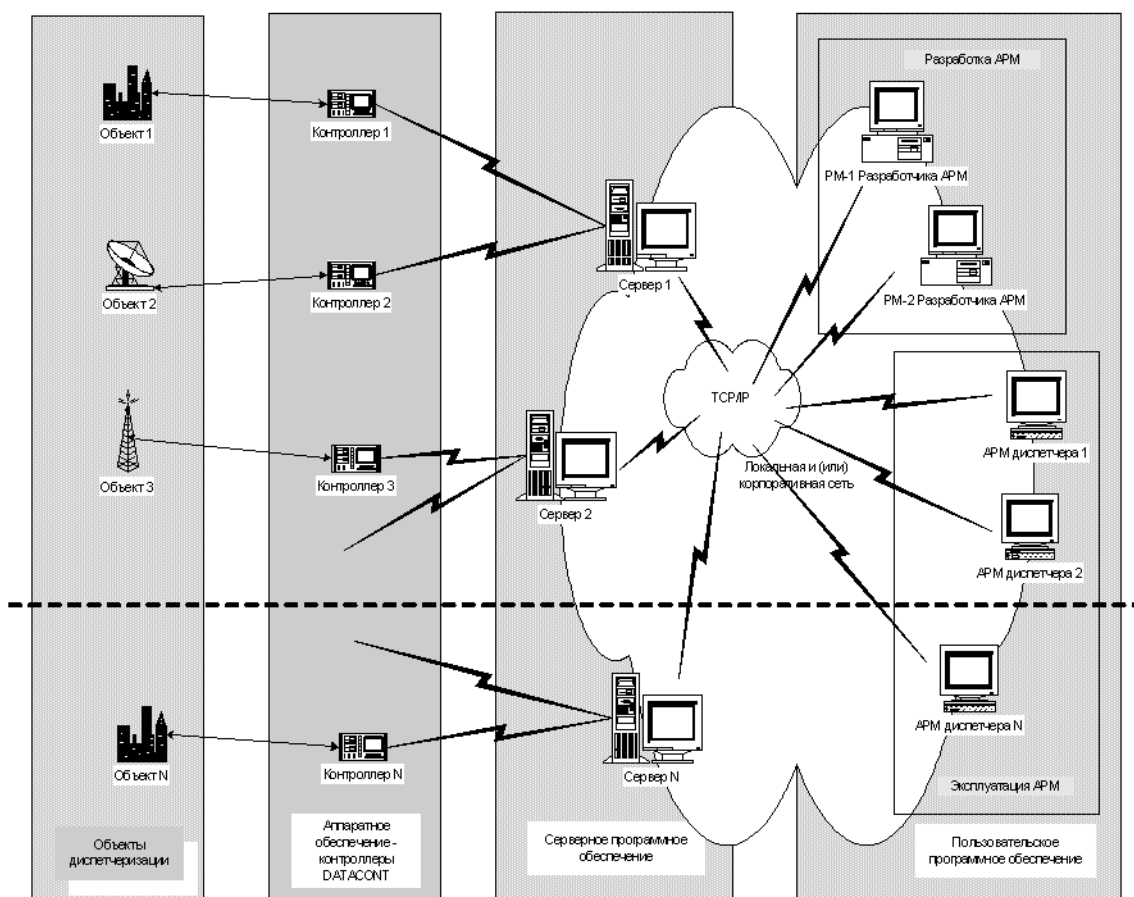 Разработка АРМ
Объект 1
Контроллер 1
РМ-1 Разработчика АРМ
Объект 2
Контроллер 2
Сервер 1
РМ-2 Разработчика АРМ
TCP/IP
Локальная и (или)
корпоративная сеть
Объект 3
Контроллер 3
Сервер 2
АРМ диспетчера 1
АРМ диспетчера 2
Объект N
Контроллер N
Сервер N
АРМ диспетчера N
Эксплуатация АРМ
Объекты
диспетчеризации
Аппаратное
обеспечение -
контроллеры
DATACONT
Серверное программное
обеспечение
Пользовательское
программное обеспечение